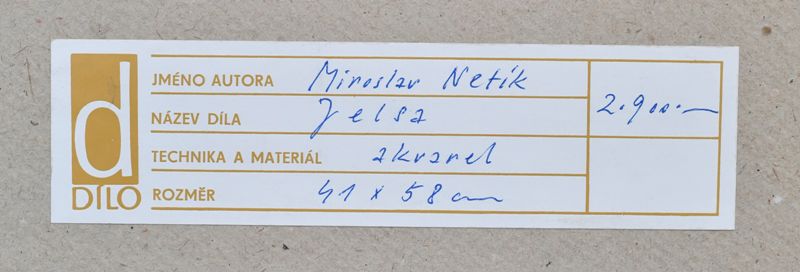 d
DÍLO
JMÉNO AUTORA Miroslav Netík
NÁZEV DÍLA Jelsa
TECHNIKA A MATERIÁL akvarel
ROZMĚR 41 x 58 cm
2.900.—